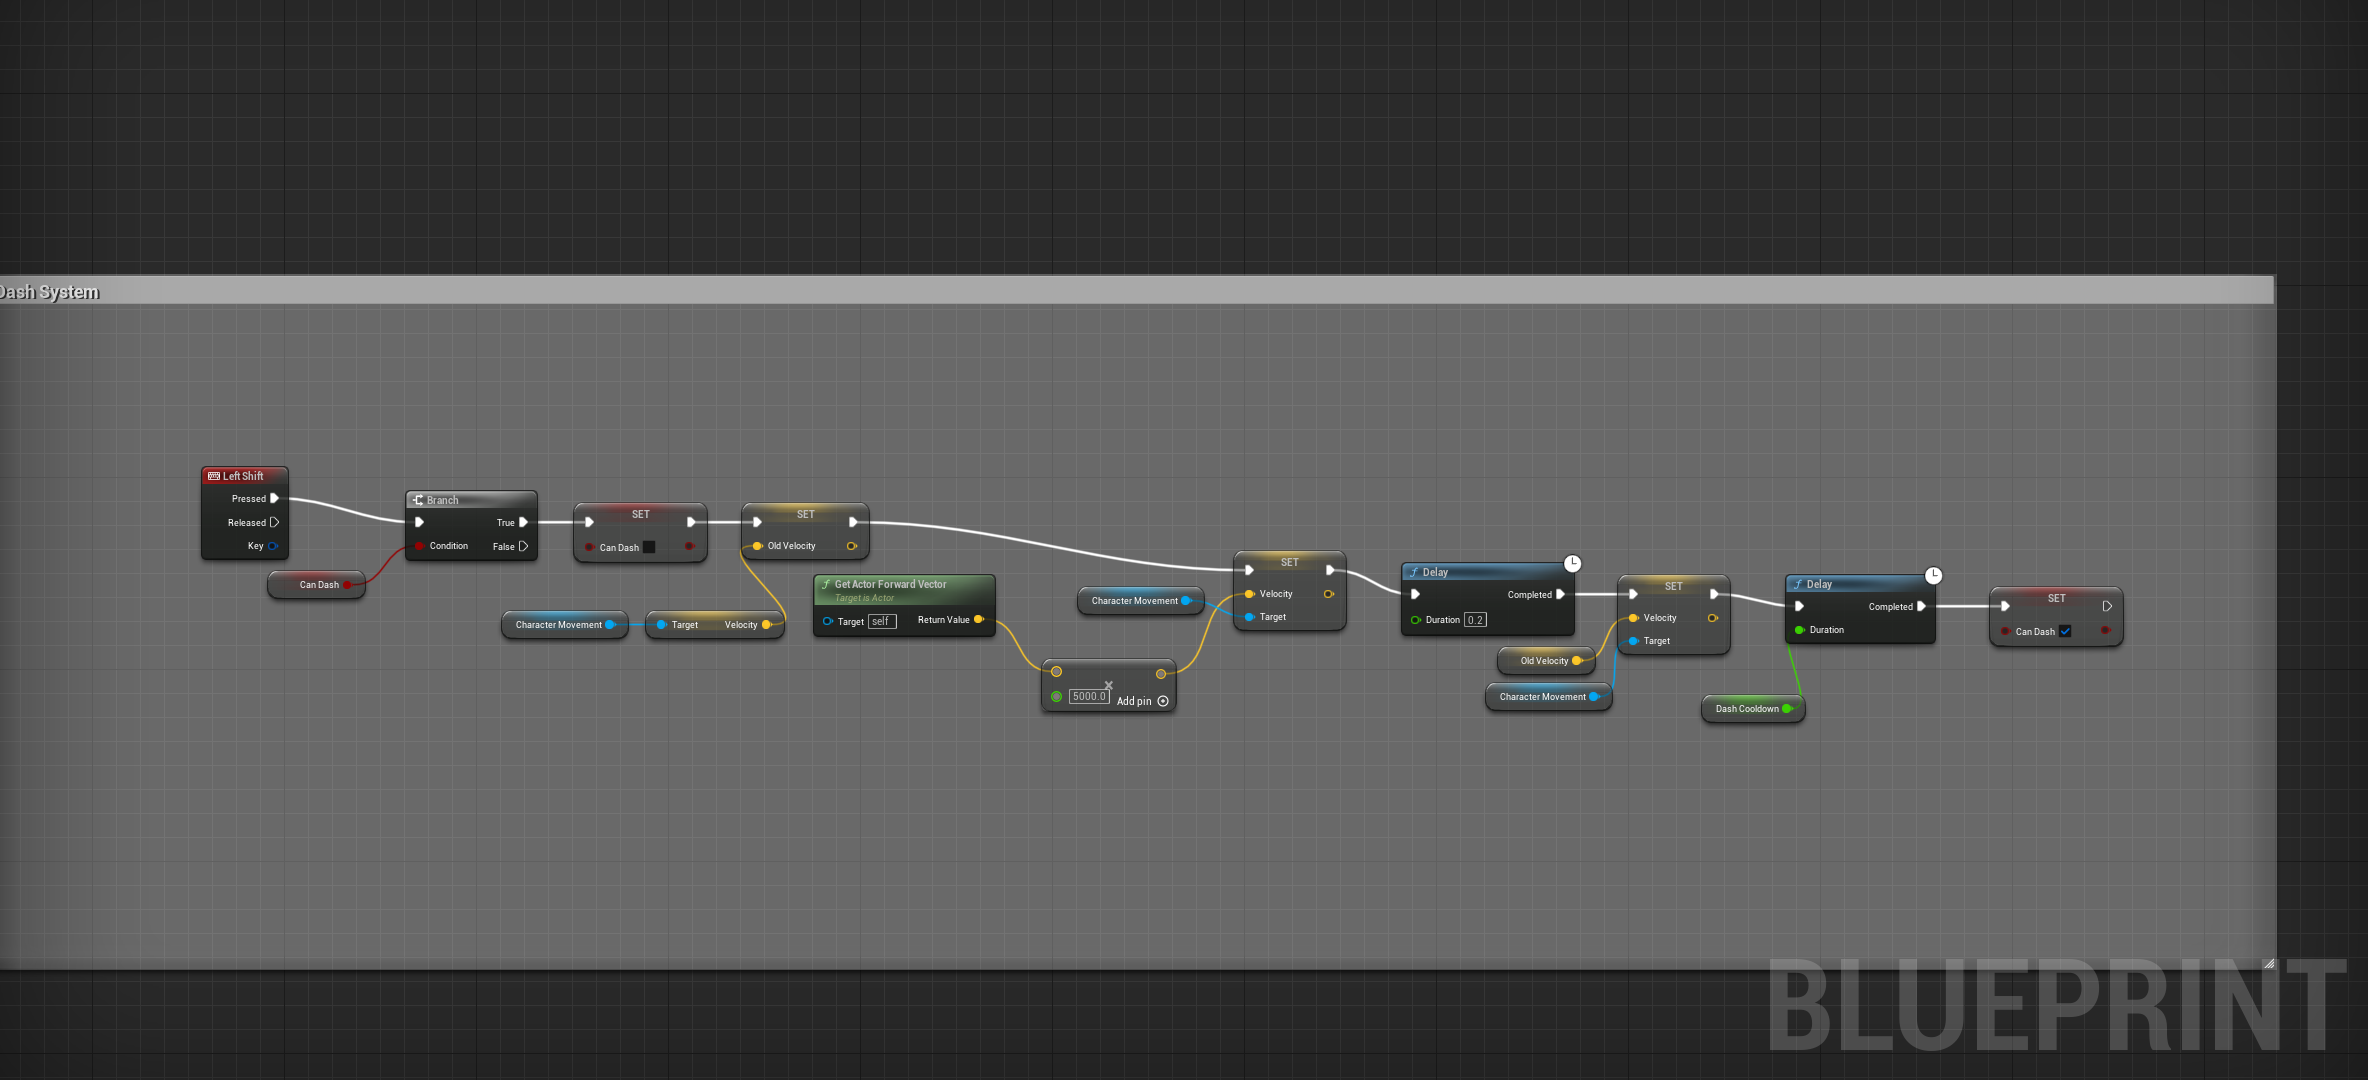 Dash System
Left Shift
Pressed
Released
Key
Can Dash
Branch
True
Condition
False
SET
Can Dash
SET
Old Velocity
Character Movement
Target Velocity
Get Actor Forward Vector
Target is Actor
Target self
Return Value
5000.0
Add pin
Character Movement
SET
Velocity
Target
Delay
Completed
Duration 0.2
Old Velocity
Character Movement
SET
Velocity
Target
Dash Cooldown
Delay
Completed
Duration
SET
Can Dash
BLUEPRINT